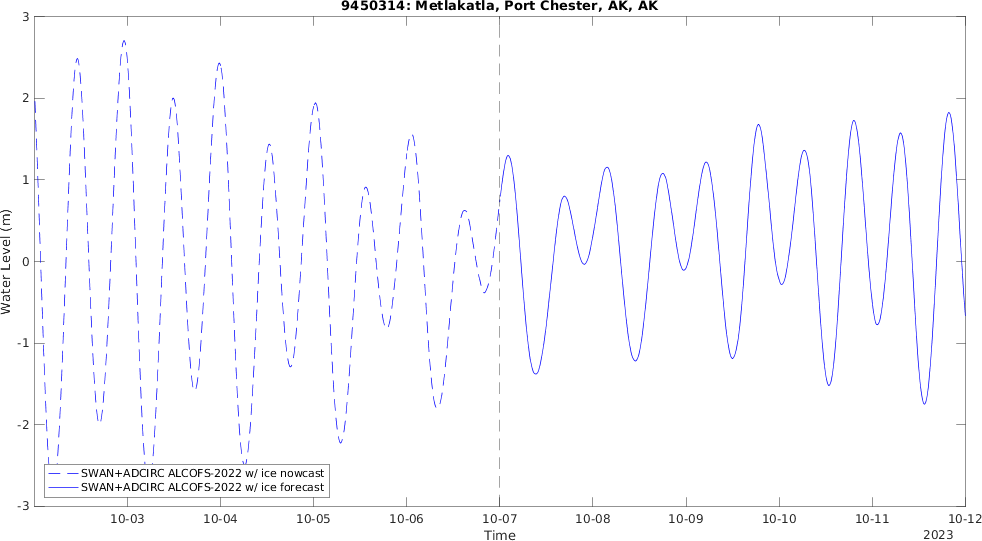 9450314: Metlakatla, Port Chester, AK, AK
3
2
1
0
-1
-2
-3
Water Level (m)
SWAN+ADCIRC ALCOFS-2022 w/ ice nowcast
SWAN+ADCIRC ALCOFS-2022 w/ ice forecast
10-03 10-04 10-05 10-06 10-07 10-08 10-09 10-10 10-11 10-12
Time
2023